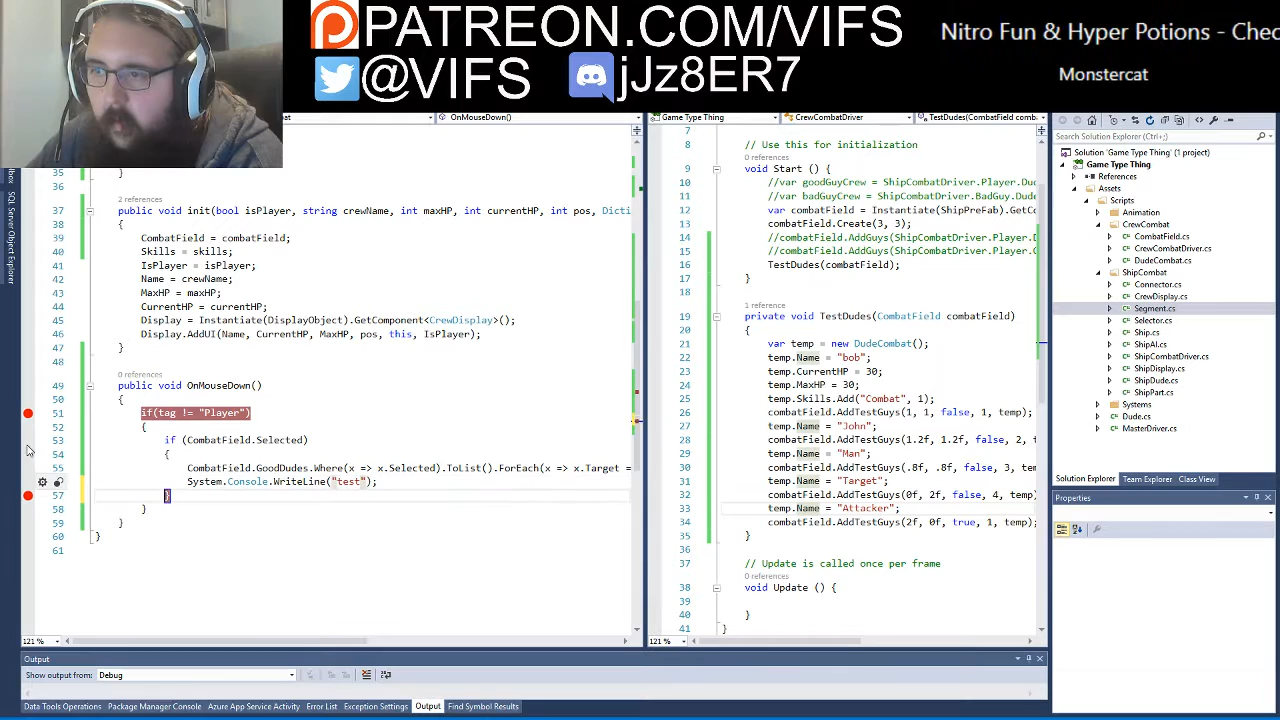 PATREON.COM/VIFS
@VIFS
jJz8ER7
Nitro Fun & Hyper Potions - Chec
Monstercat
OnMouseDown()
Game Type Thing
CrewCombatDriver
TestDudes(CombatField comba
Search Solution Explorer (Ctrl+;)
Solution 'Game Type Thing' (1 project)
Game Type Thing
References
Assets
Scripts
Animation
CrewCombat
CombatField.cs
CrewCombatDriver.cs
DudeCombat.cs
ShipCombat
Connector.cs
CrewDisplay.cs
Segment.cs
Selector.cs
Ship.cs
ShipAI.cs
ShipCombatDriver.cs
ShipDisplay.cs
ShipDude.cs
ShipPart.cs
Systems
Dude.cs
MasterDriver.cs
Solution Explorer Team Explorer Class View
Properties
SQL Server Object Explorer
35 }
36
2 references
37 public void init(bool isPlayer, string crewName, int maxHP, int currentHP, int pos, Dicti
38 {
39 CombatField = combatField;
40 Skills = skills;
41 IsPlayer = isPlayer;
42 Name = crewName;
43 MaxHP = maxHP;
44 CurrentHP = currentHP;
45 Display = Instantiate(DisplayObject).GetComponent<CrewDisplay>();
46 Display.AddUI(Name, CurrentHP, MaxHP, pos, this, IsPlayer);
47 }
48
0 references
49 public void OnMouseDown()
50 {
51 if(tag != "Player")
52 {
53 if (CombatField.Selected)
54 {
55 CombatField.GoodDudes.Where(x => x.Selected).ToList().ForEach(x => x.Target =
System.Console.WriteLine("test");
57 }
58 }
59 }
60 }
61
7
8 // Use this for initialization
0 references
9 void Start () {
10 //var goodGuyCrew = ShipCombatDriver.Player.Dude
11 //var badGuyCrew = ShipCombatDriver.BadGuy.Dude
12 var combatField = Instantiate(ShipPreFab).GetCo
13 combatField.Create(3, 3);
14 //combatField.AddGuys(ShipCombatDriver.Player.D
15 //combatField.AddGuys(ShipCombatDriver.Player.C
16 TestDudes(combatField);
17 }
18
1 reference
19 private void TestDudes(CombatField combatField)
20 {
21 var temp = new DudeCombat();
22 temp.Name = "bob";
23 temp.CurrentHP = 30;
24 temp.MaxHP = 30;
25 temp.Skills.Add("Combat", 1);
26 combatField.AddTestGuys(1, 1, false, 1, temp);
27 temp.Name = "John";
28 combatField.AddTestGuys(1.2f, 1.2f, false, 2, t
29 temp.Name = "Man";
30 combatField.AddTestGuys(.8f, .8f, false, 3, tem
31 temp.Name = "Target";
32 combatField.AddTestGuys(0f, 2f, false, 4, temp)
33 temp.Name = "Attacker";
34 combatField.AddTestGuys(2f, 0f, true, 1, temp);
35 }
36
37 // Update is called once per frame
0 references
38 void Update () {
39
40 }
41 }
121 %
121 %
Output
Show output from: Debug
Data Tools Operations Package Manager Console Azure App Service Activity Error List Exception Settings Output Find Symbol Results